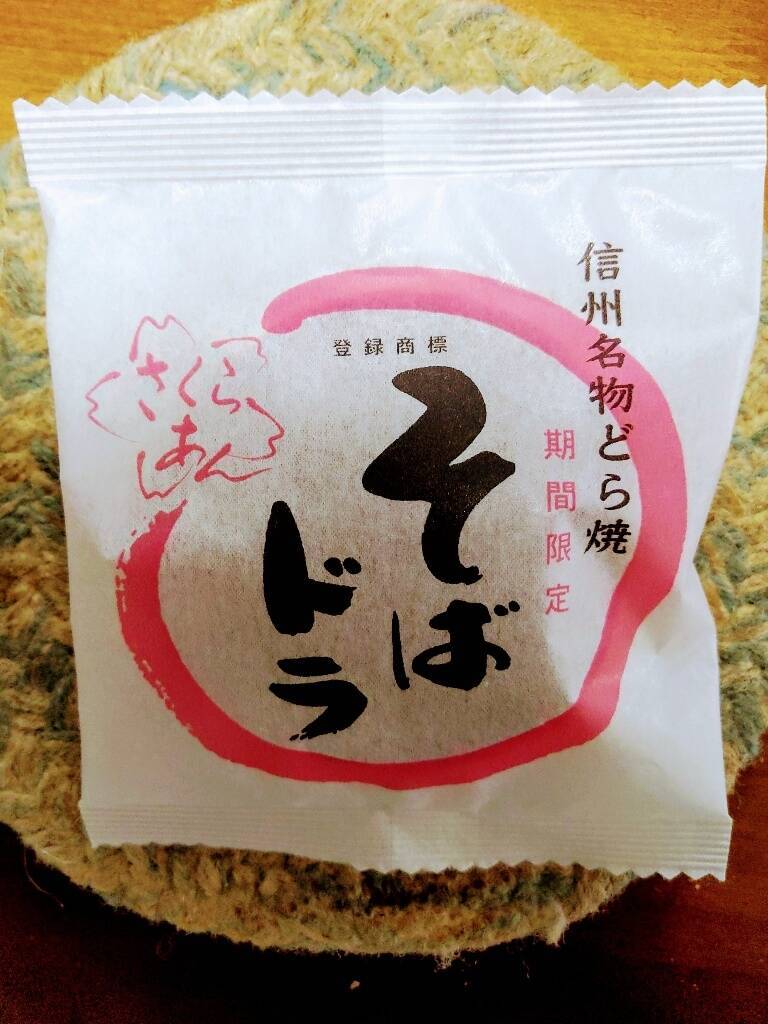 信州名物どら焼
期間限定
登録商標
そば
ドラ
さくら
あん